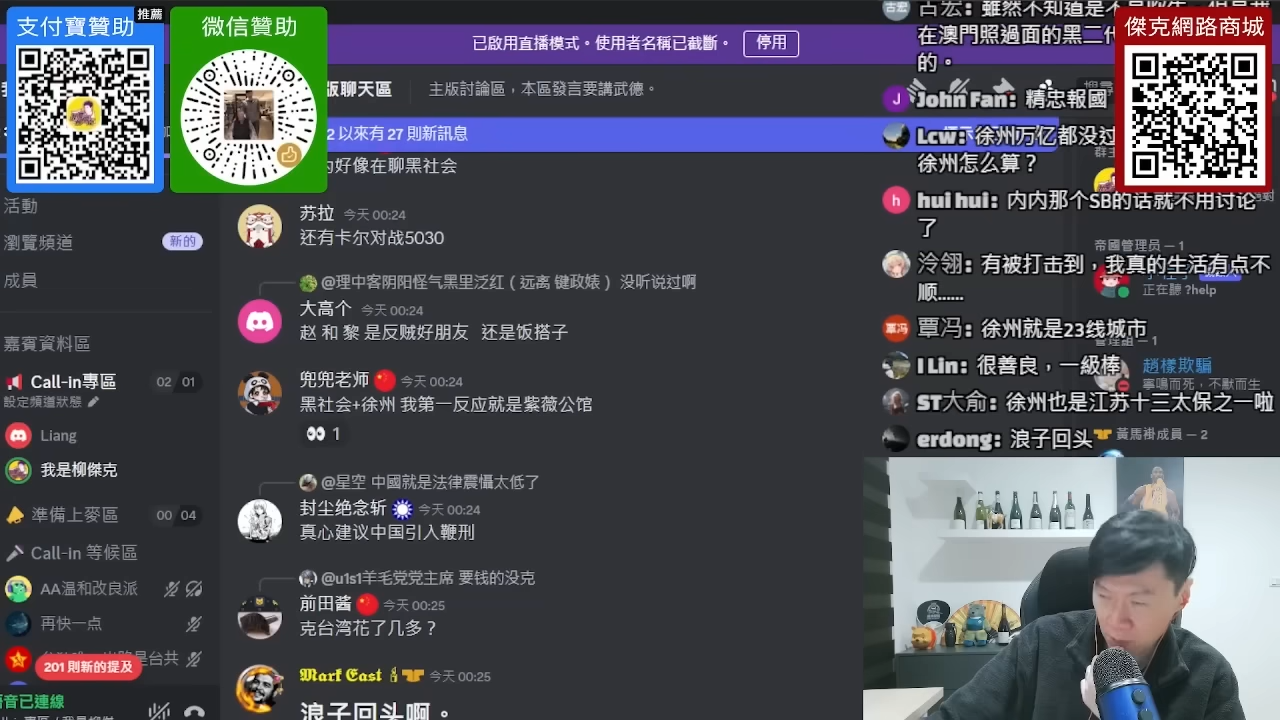 支付寶贊助
推薦
微信贊助
傑克網路商城
已啟用直播模式。使用者名稱已截斷。
停用
版聊天區
主版討論區，本區發言要講武德。
2 以來有 27 則新訊息
好像在聊黑社会
活動
瀏覽頻道
新的
成員
嘉賓資料區
Call-in專區
02 01
設定頻道狀態
Liang
我是柳傑克
準備上麥區
00 04
Call-in 等候區
AA温和改良派
再快一点
是台共
201 則新的提及
語音已連線
苏拉 今天 00:24
还有卡尔对战5030
@理中客阴阳怪气黑里泛红（远离 键政婊） 没听说过啊
大高个 今天 00:24
赵 和 黎 是反贼好朋友 还是饭搭子
兜兜老师 今天 00:24
黑社会+徐州 我第一反应就是紫薇公馆
1
@星空 中國就是法律震懾太低了
封尘绝念斩 今天 00:24
真心建议中国引入鞭刑
@u1s1羊毛党党主席 要钱的没克
前田酱 今天 00:25
克台湾花了几多？
Mark East 今天 00:25
浪子回头啊。
在澳門照過面的黑二代
的。
John Fan: 精忠報國
Lcw: 徐州万亿都没过
徐州怎么算？
hui hui: 内内那个SB的话就不用讨论
了
泠翎: 有被打击到，我真的生活有点不
顺......
覃冯: 徐州就是23线城市
I Lin: 很善良，一級棒
ST大俞: 徐州也是江苏十三太保之一啦
erdong: 浪子回头
帝國管理员 — 1
正在聽 ?help
管理組 — 1
趙樣欺騙
寧鳴而死，不默而生
黃馬褂成員 — 2